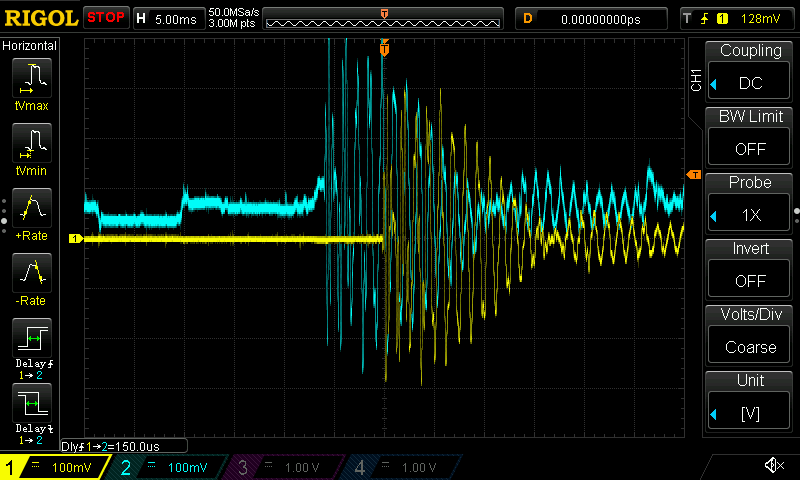 RIGOL STOP H 5.00ms 50.0MSa/s 3.00M pts T D 0.00000000ps T 1 128mV
Horizontal
tVmax
tVmin
+Rate
-Rate
Delay
1→2
Delay
1→2
T
T
1
T
CH1
Coupling
DC
BW Limit
OFF
Probe
1X
Invert
OFF
Volts/Div
Coarse
Unit
[V]
Dly 1→2=150.0us
1 100mV 2 100mV 3 1.00 V 4 1.00 V